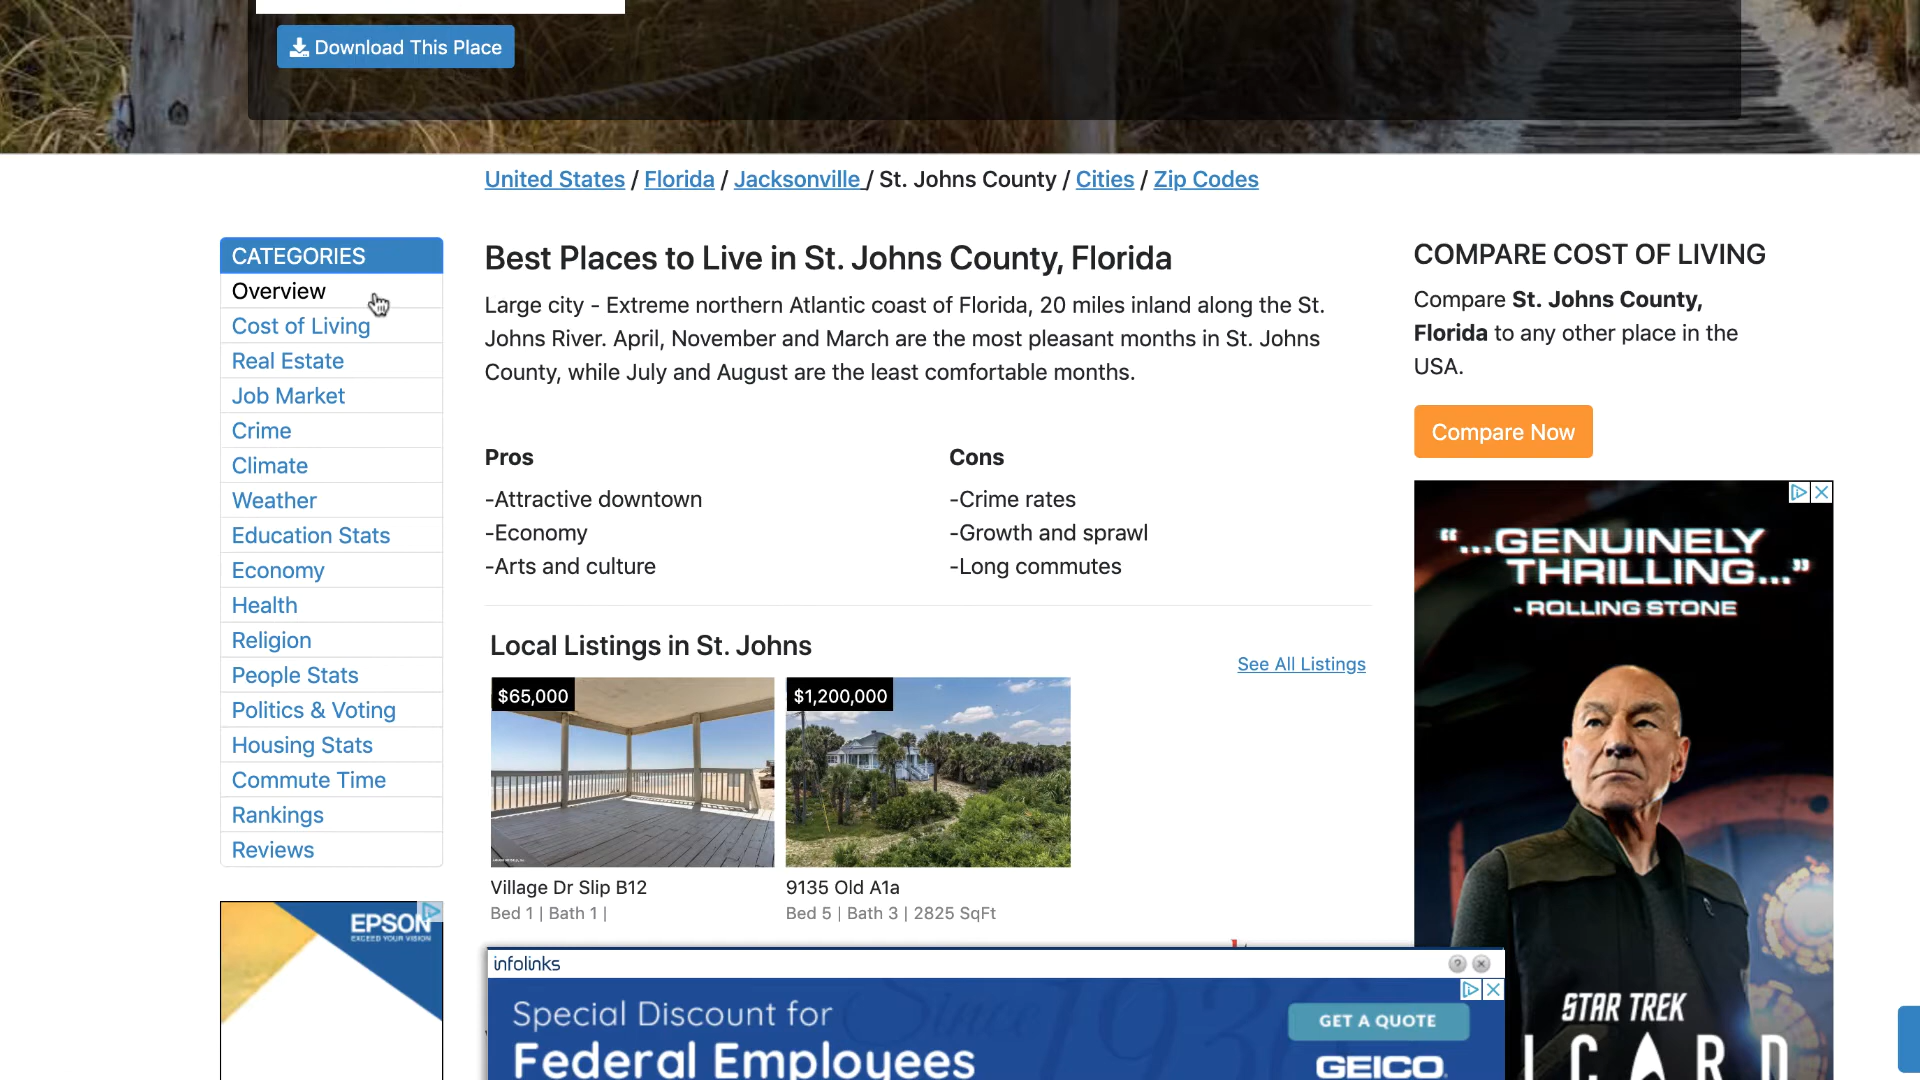 Download This Place
United States / Florida / Jacksonville / St. Johns County / Cities / Zip Codes
CATEGORIES
Overview
Cost of Living
Real Estate
Job Market
Crime
Climate
Weather
Education Stats
Economy
Health
Religion
People Stats
Politics & Voting
Housing Stats
Commute Time
Rankings
Reviews
EPSON
EXCEED YOUR VISION
Best Places to Live in St. Johns County, Florida
Large city - Extreme northern Atlantic coast of Florida, 20 miles inland along the St.
Johns River. April, November and March are the most pleasant months in St. Johns
County, while July and August are the least comfortable months.
Pros
-Attractive downtown
-Economy
-Arts and culture
Cons
-Crime rates
-Growth and sprawl
-Long commutes
Local Listings in St. Johns
See All Listings
$65,000
Village Dr Slip B12
Bed 1 | Bath 1 |
$1,200,000
9135 Old A1a
Bed 5 | Bath 3 | 2825 SqFt
infolinks
Special Discount for
Federal Employees
Since 1936
GET A QUOTE
GEICO
COMPARE COST OF LIVING
Compare St. Johns County,
Florida to any other place in the
USA.
Compare Now
“...GENUINELY
THRILLING...”
-ROLLING STONE
STAR TREK